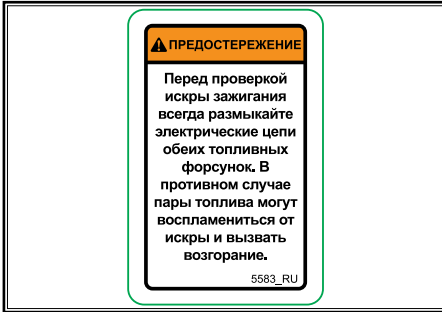 ПРЕДОСТЕРЕЖЕНИЕ
Перед проверкой
искры зажигания
всегда размыкайте
электрические цепи
обеих топливных
форсунок. В
противном случае
пары топлива могут
воспламениться от
искры и вызвать
возгорание.
5583_RU